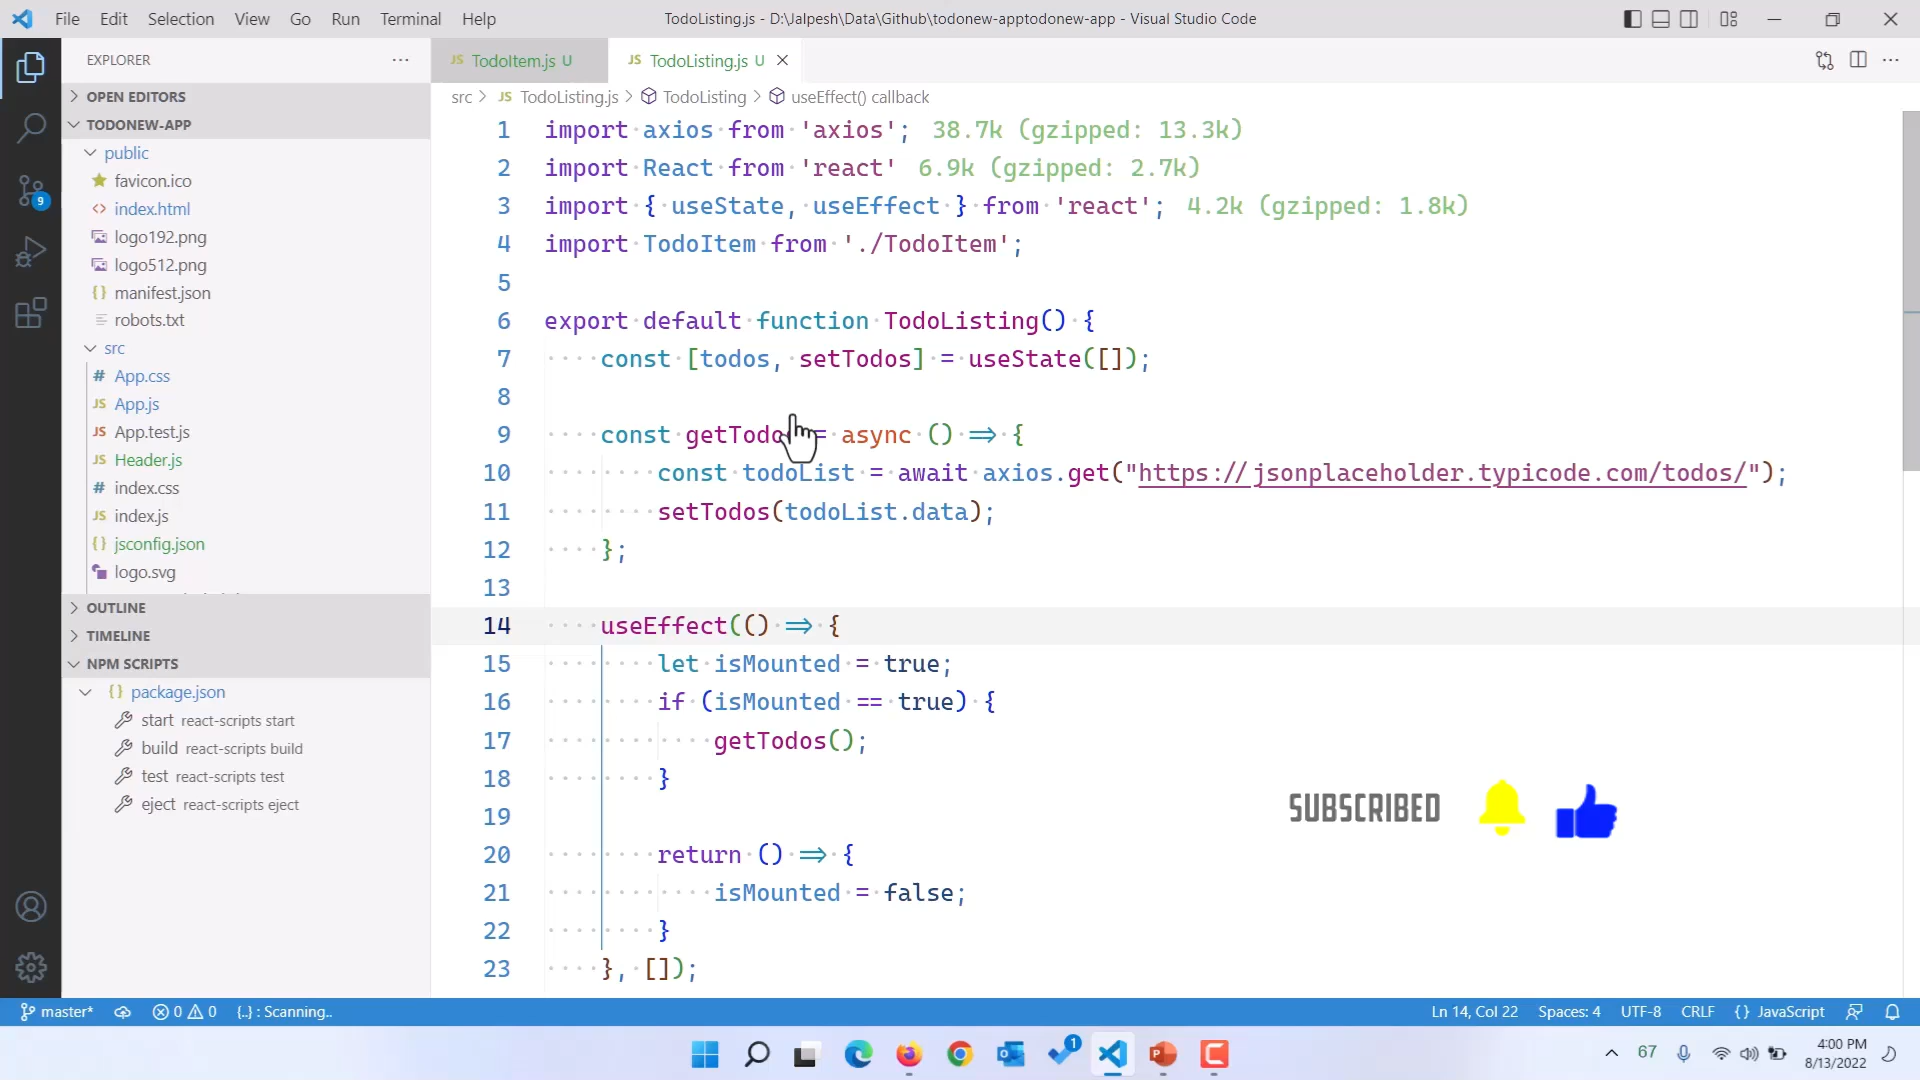 File Edit Selection View Go Run Terminal Help
TodoListing.js - D:\Jalpesh\Data\Github\todonew-apptodonew-app - Visual Studio Code
EXPLORER
OPEN EDITORS
TODONEW-APP
public
favicon.ico
index.html
logo192.png
logo512.png
manifest.json
robots.txt
src
App.css
App.js
App.test.js
Header.js
index.css
index.js
jsconfig.json
logo.svg
OUTLINE
TIMELINE
NPM SCRIPTS
package.json
start react-scripts start
build react-scripts build
test react-scripts test
eject react-scripts eject
9
JS TodoItem.js U
JS TodoListing.js U
src > JS TodoListing.js > TodoListing > useEffect() callback
1 import axios from 'axios'; 38.7k (gzipped: 13.3k)
2 import React from 'react' 6.9k (gzipped: 2.7k)
3 import { useState, useEffect } from 'react'; 4.2k (gzipped: 1.8k)
4 import TodoItem from './TodoItem';
5
6 export default function TodoListing() {
7 const [todos, setTodos] = useState([]);
8
9 const getTodo = async () => {
10 const todoList = await axios.get("https://jsonplaceholder.typicode.com/todos/");
11 setTodos(todoList.data);
12 };
13
14 useEffect(() => {
15 let isMounted = true;
16 if (isMounted == true) {
17 getTodos();
18 }
19
20 return () => {
21 isMounted = false;
22 }
23 }, []);
SUBSCRIBED
master* 0 0 {..} : Scanning..
Ln 14, Col 22 Spaces: 4 UTF-8 CRLF {} JavaScript
1
67
4:00 PM
8/13/2022